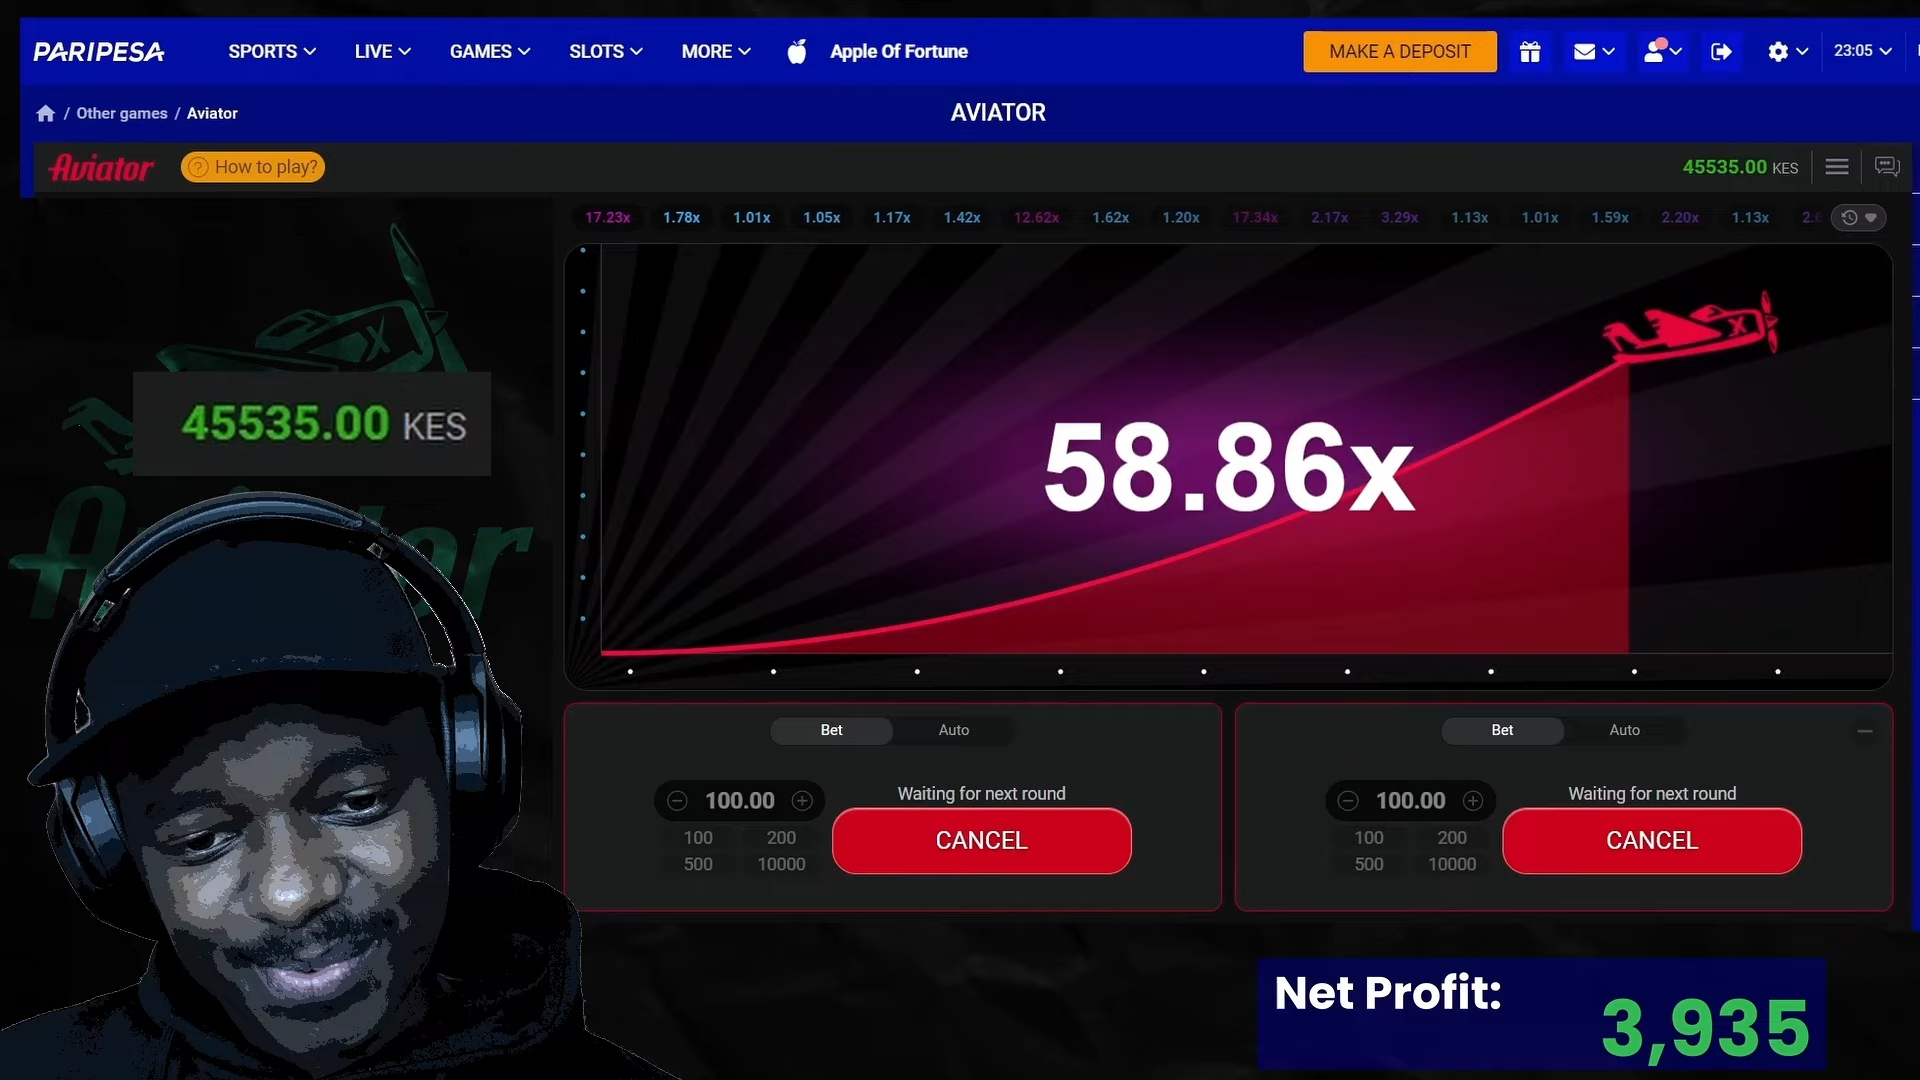 PARIPESA SPORTS LIVE GAMES SLOTS MORE Apple Of Fortune MAKE A DEPOSIT 23:05
/ Other games / Aviator AVIATOR
Aviator ? How to play? 45535.00 KES
17.23x 1.78x 1.01x 1.05x 1.17x 1.42x 12.62x 1.62x 1.20x 17.34x 2.17x 3.29x 1.13x 1.01x 1.59x 2.20x 1.13x
X
X
45535.00 KES
58.86x
Aviator
Bet Auto Bet Auto
Waiting for next round Waiting for next round
100.00 100.00
100 200 CANCEL 100 200 CANCEL
500 10000 500 10000
Net Profit:
3,935